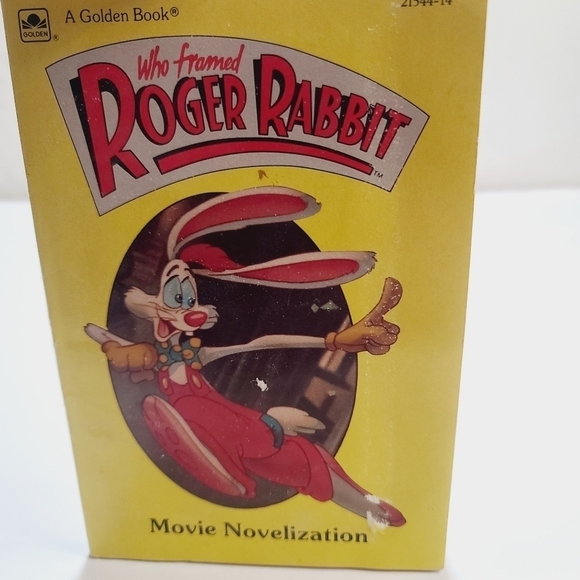 A Golden Book®
GOLDEN ®
21544-14
Who framed
ROGER RABBIT ™
Movie Novelization